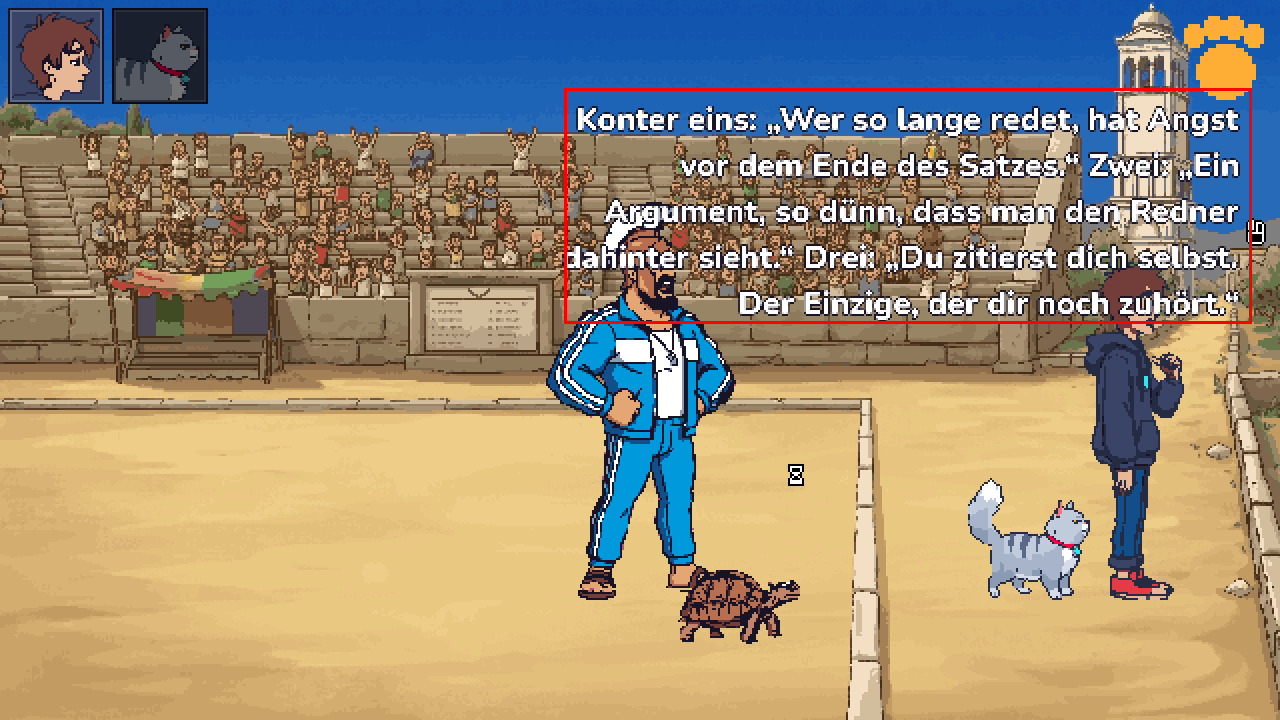 Konter eins: „Wer so lange redet, hat Angst
vor dem Ende des Satzes.“ Zwei: „Ein
Argument, so dünn, dass man den Redner
dahinter sieht.“ Drei: „Du zitierst dich selbst.
Der Einzige, der dir noch zuhört.“